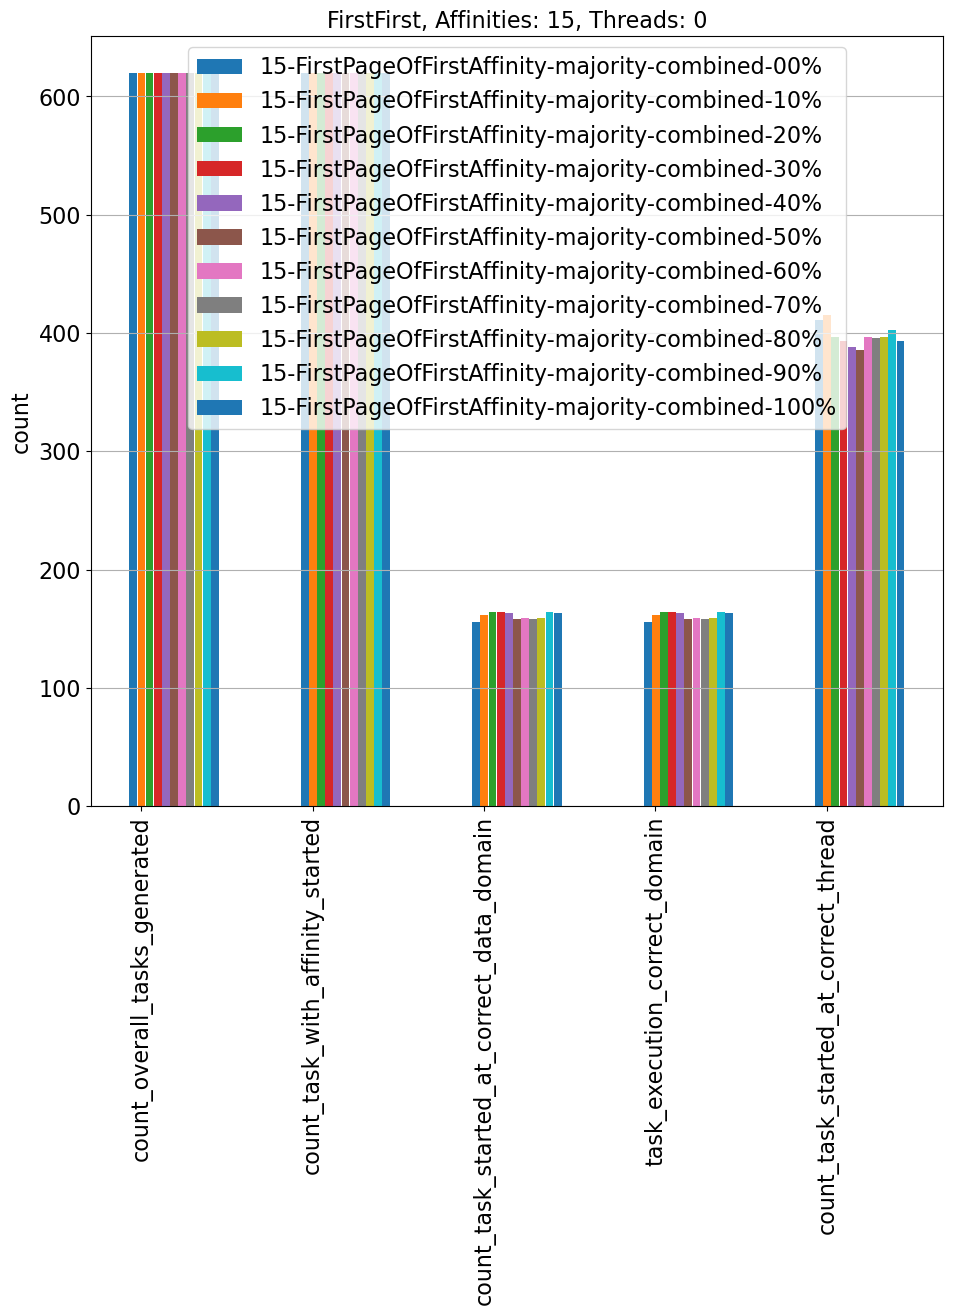 FirstFirst, Affinities: 15, Threads: 0
15-FirstPageOfFirstAffinity-majority-combined-00%
15-FirstPageOfFirstAffinity-majority-combined-10%
15-FirstPageOfFirstAffinity-majority-combined-20%
15-FirstPageOfFirstAffinity-majority-combined-30%
15-FirstPageOfFirstAffinity-majority-combined-40%
15-FirstPageOfFirstAffinity-majority-combined-50%
15-FirstPageOfFirstAffinity-majority-combined-60%
15-FirstPageOfFirstAffinity-majority-combined-70%
15-FirstPageOfFirstAffinity-majority-combined-80%
15-FirstPageOfFirstAffinity-majority-combined-90%
15-FirstPageOfFirstAffinity-majority-combined-100%
count
600
500
400
300
200
100
0
count_overall_tasks_generated
count_task_with_affinity_started
count_task_started_at_correct_data_domain
task_execution_correct_domain
count_task_started_at_correct_thread